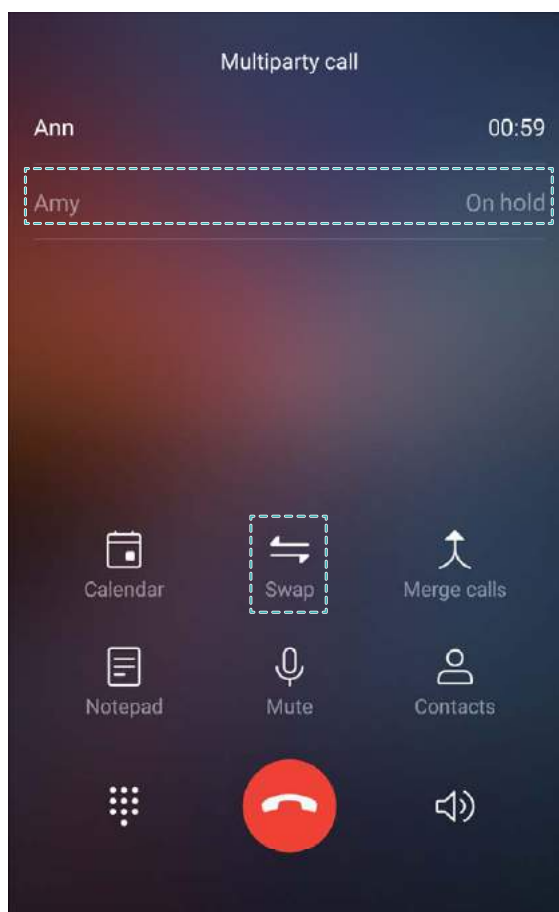 Multiparty call
Ann 00:59
Amy On hold
Calendar Swap Merge calls
Notepad Mute Contacts